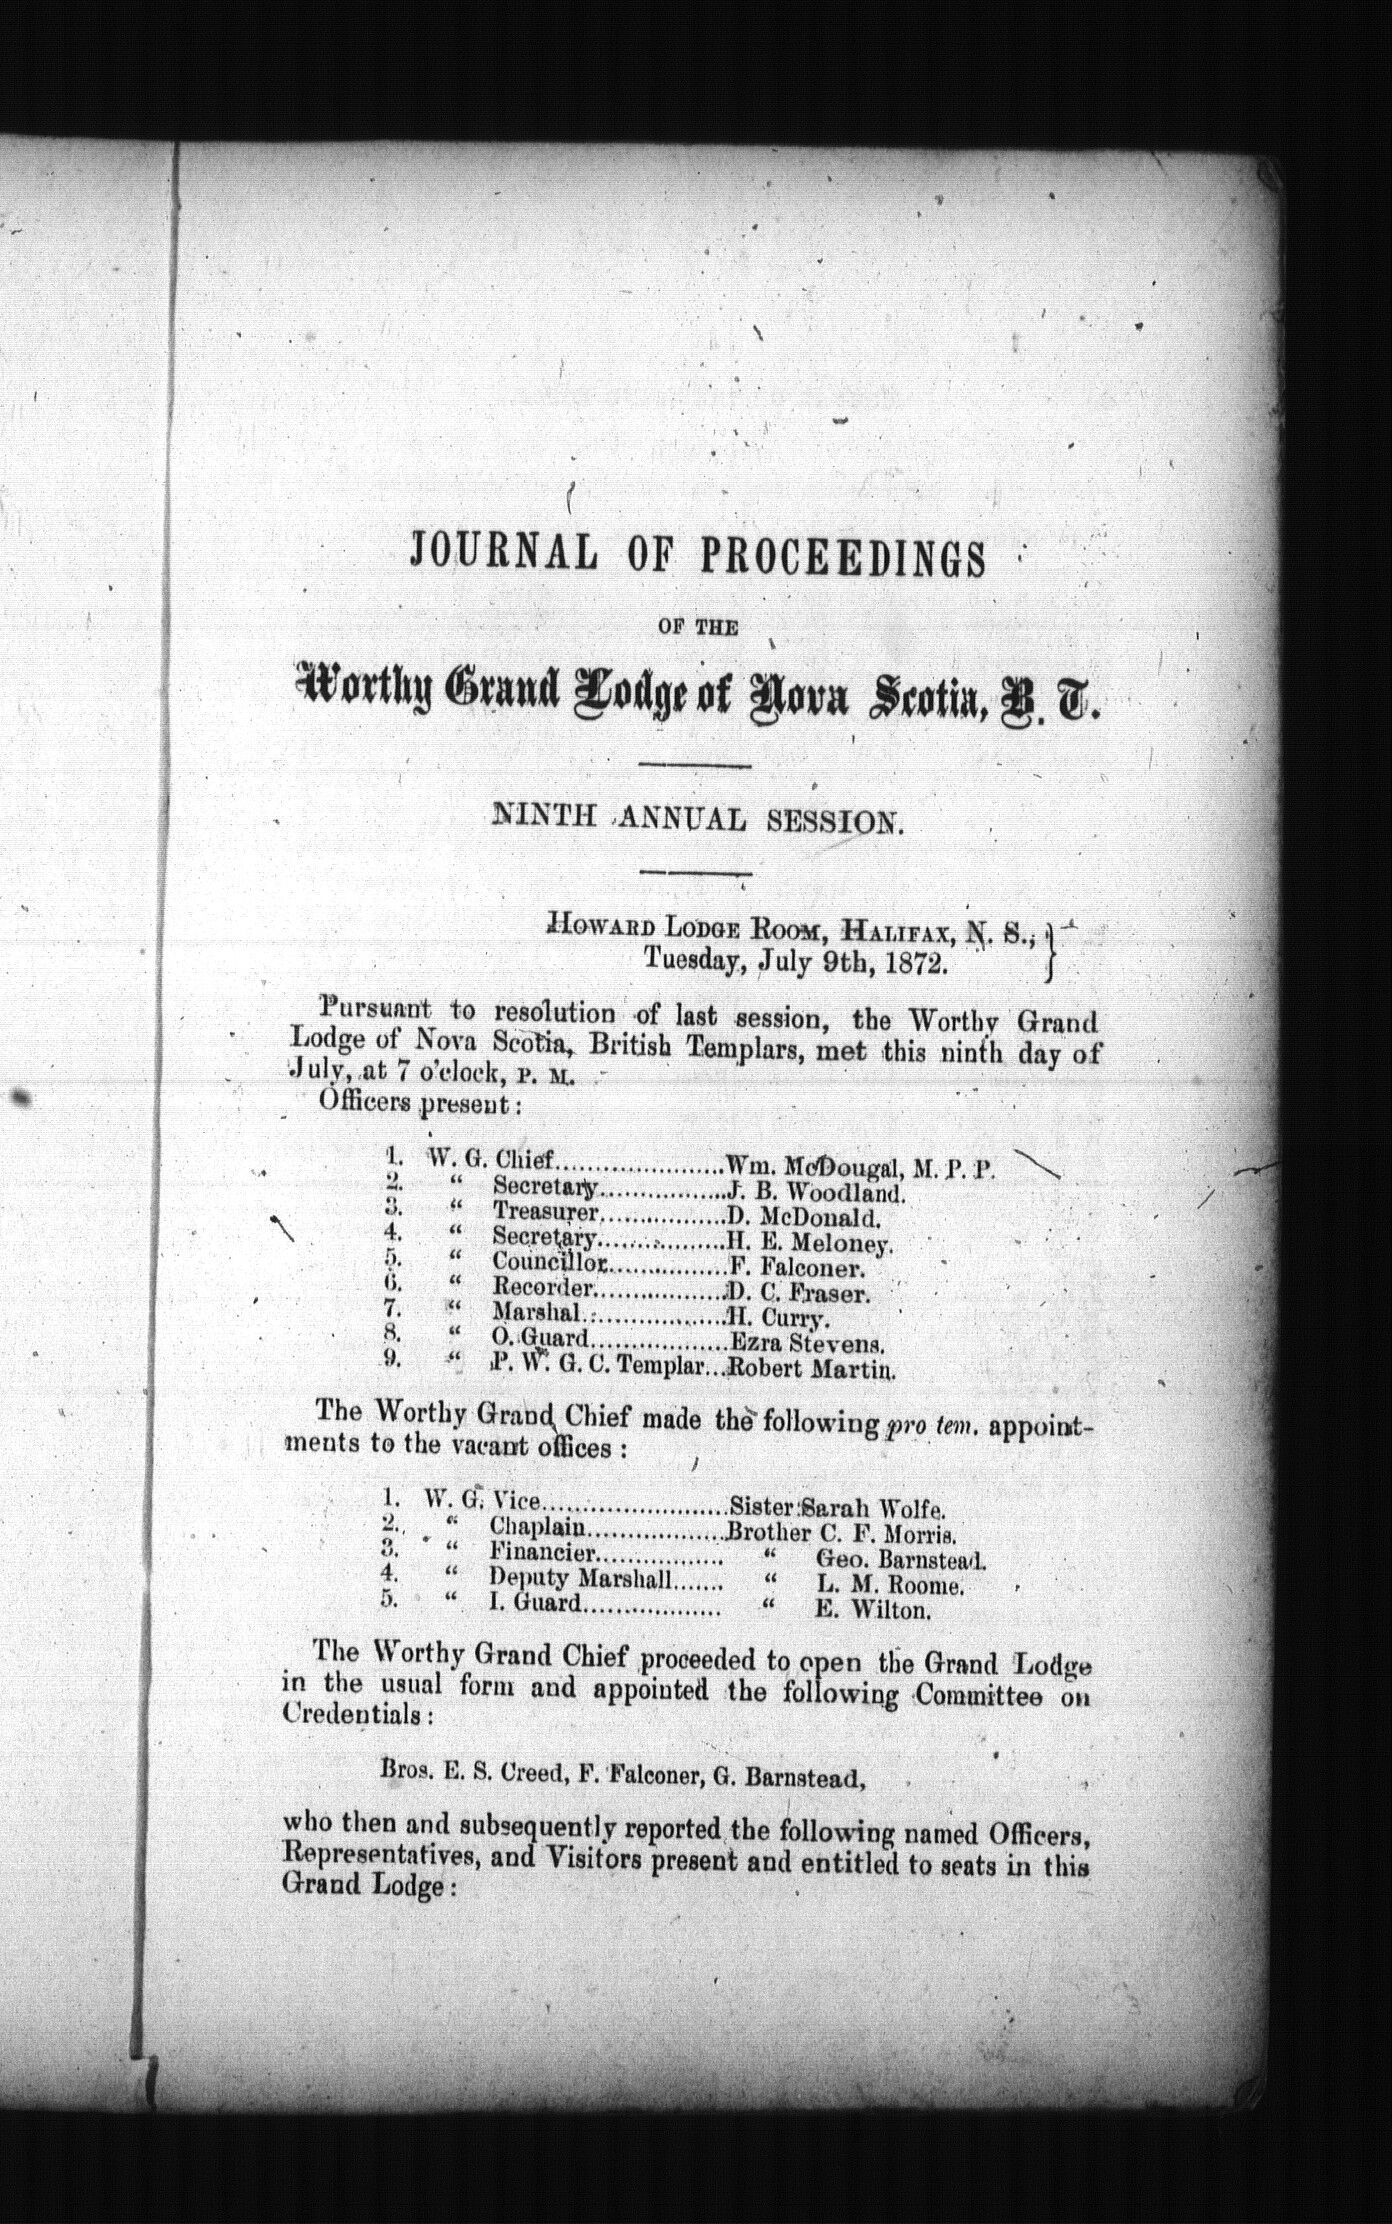 JOURNAL OF PROCEEDINGS
OF THE
Worthy Grand Lodge of Nova Scotia, B. T.
NINTH ANNUAL SESSION.
HOWARD LODGE ROOM, HALIFAX, N. S., }
Tuesday, July 9th, 1872.
Pursuant to resolution of last session, the Worthy Grand
Lodge of Nova Scotia, British Templars, met this ninth day of
July, at 7 o'clock, P. M.
Officers present:
1. W. G. Chief......................Wm. McDougal, M. P. P.
2. “ Secretary.................J. B. Woodland.
3. “ Treasurer.................D. McDonald.
4. “ Secretary.................H. E. Meloney.
5. “ Councillor................F. Falconer.
6. “ Recorder..................D. C. Fraser.
7. “ Marshal...................H. Curry.
8. “ O. Guard..................Ezra Stevens.
9. “ P. W. G. C. Templar...Robert Martin.
The Worthy Grand Chief made the following pro tem. appoint-
ments to the vacant offices:
1. W. G. Vice........................Sister Sarah Wolfe.
2. “ Chaplain..................Brother C. F. Morris.
3. “ Financier................ “ Geo. Barnstead.
4. “ Deputy Marshall....... “ L. M. Roome.
5. “ I. Guard.................. “ E. Wilton.
The Worthy Grand Chief proceeded to open the Grand Lodge
in the usual form and appointed the following Committee on
Credentials:
Bros. E. S. Creed, F. Falconer, G. Barnstead,
who then and subsequently reported the following named Officers,
Representatives, and Visitors present and entitled to seats in this
Grand Lodge: